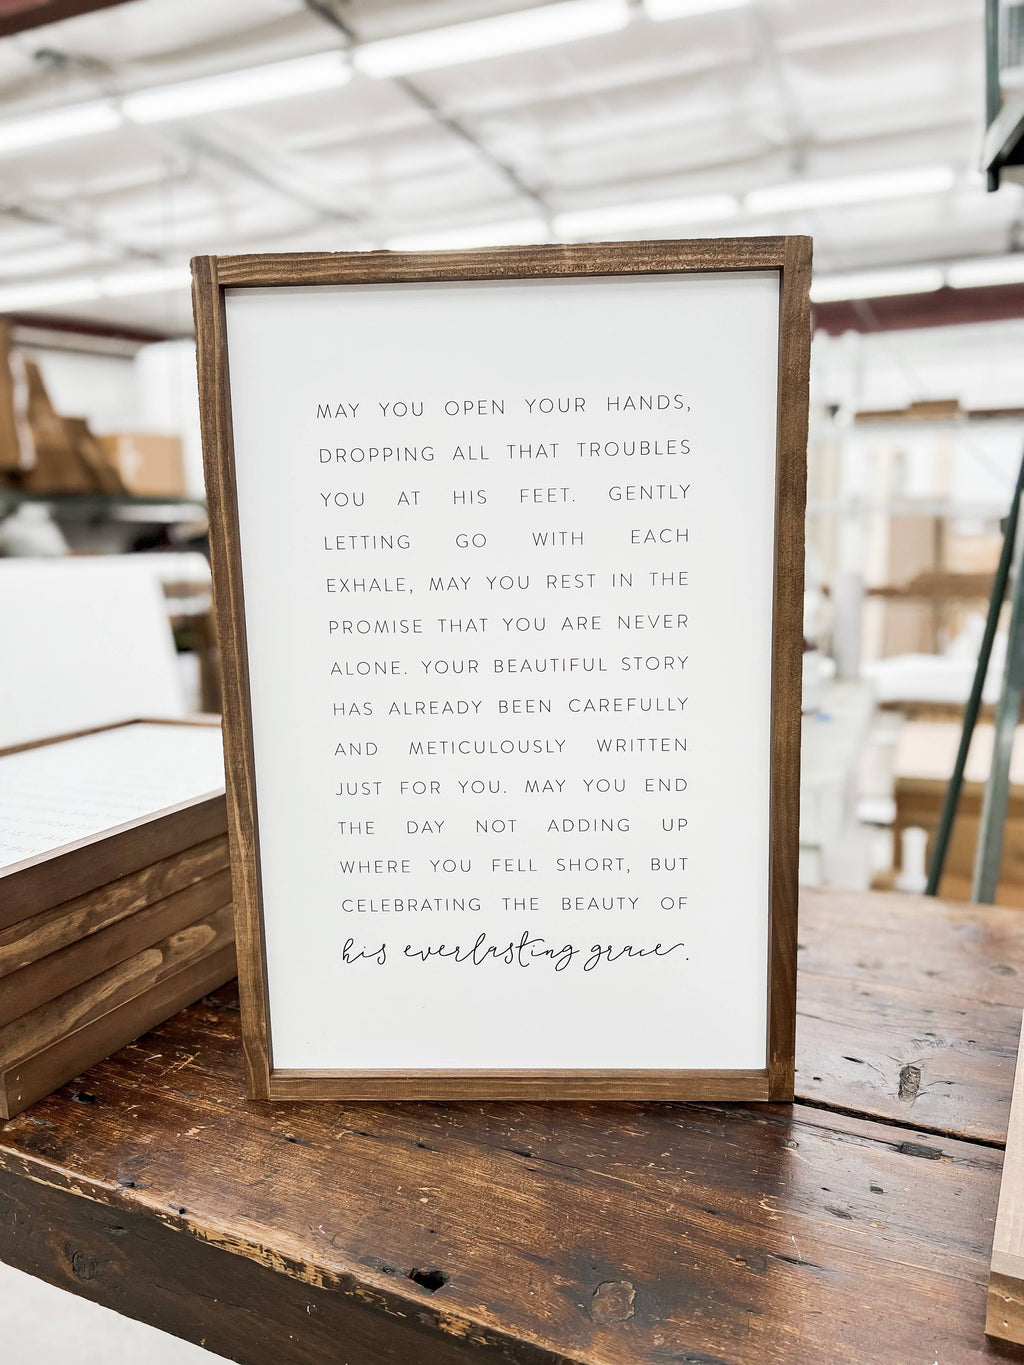 MAY YOU OPEN YOUR HANDS,
DROPPING ALL THAT TROUBLES
YOU AT HIS FEET. GENTLY
LETTING GO WITH EACH
EXHALE, MAY YOU REST IN THE
PROMISE THAT YOU ARE NEVER
ALONE. YOUR BEAUTIFUL STORY
HAS ALREADY BEEN CAREFULLY
AND METICULOUSLY WRITTEN
JUST FOR YOU. MAY YOU END
THE DAY NOT ADDING UP
WHERE YOU FELL SHORT, BUT
CELEBRATING THE BEAUTY OF
his everlasting grace.